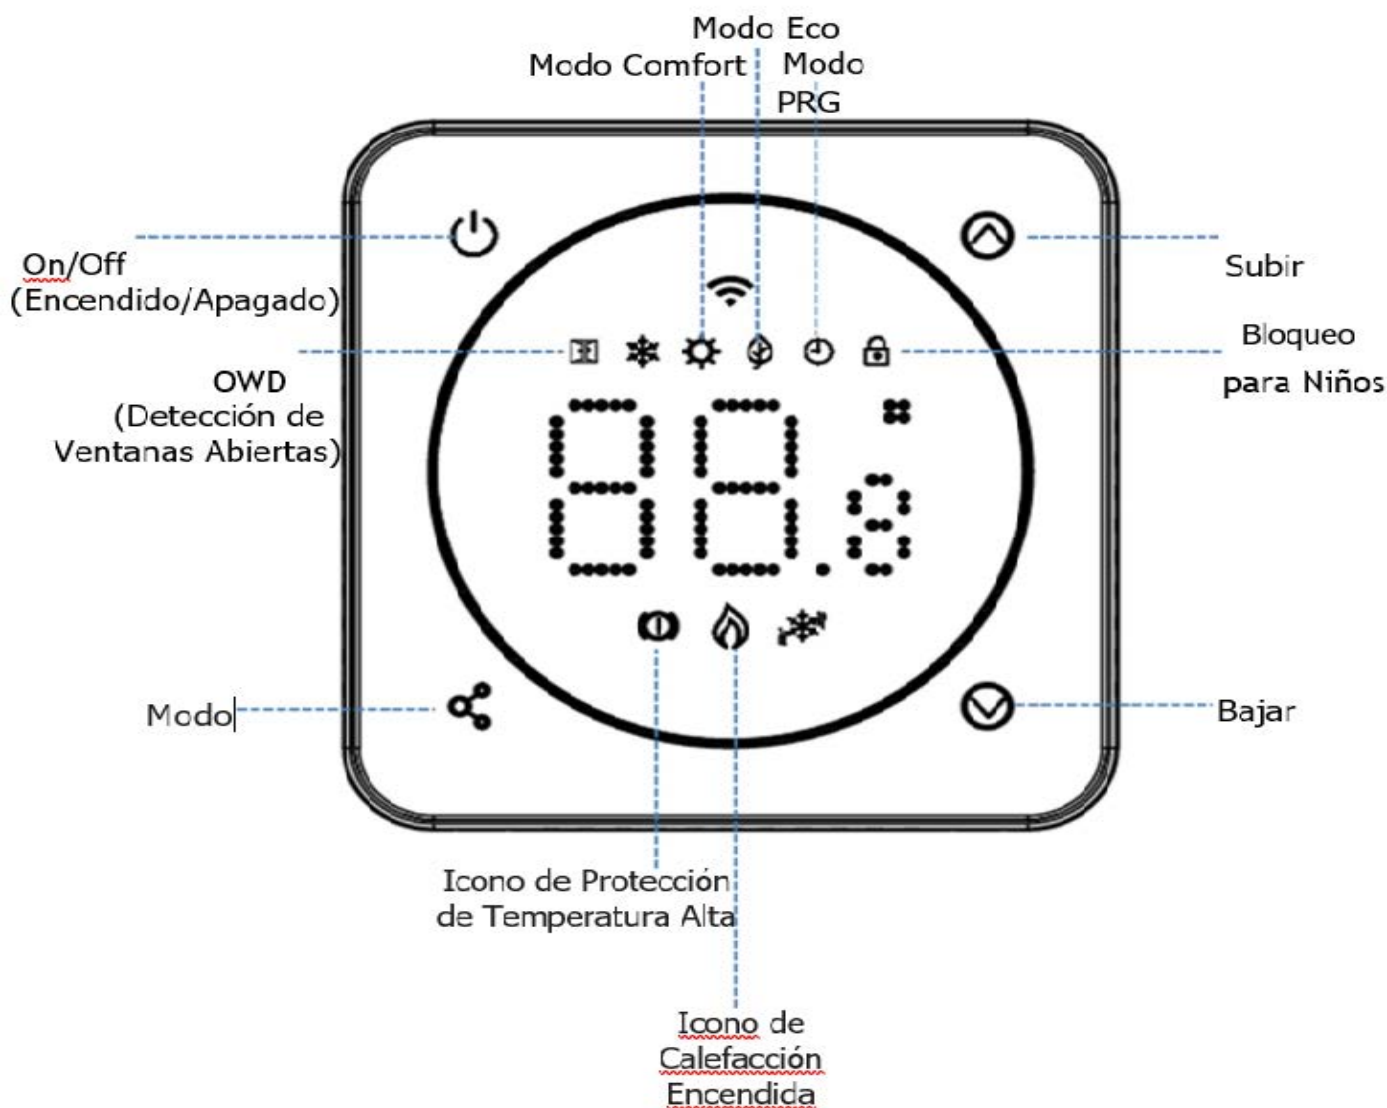 Modo Eco
Modo Comfort
Modo
PRG
On/Off
(Encendido/Apagado)
Subir
Bloqueo
para Niños
OWD
(Detección de
Ventanas Abiertas)
88.8
Modo
Bajar
Icono de Protección
de Temperatura Alta
Icono de
Calefacción
Encendida